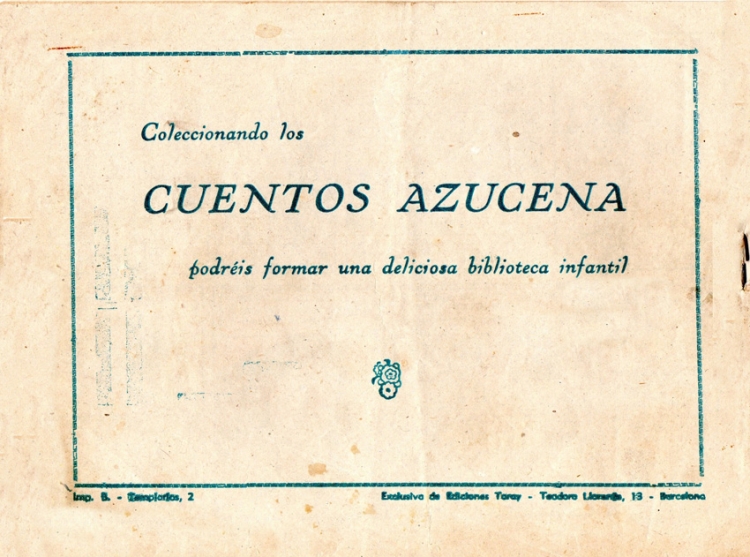 Coleccionando los
CUENTOS AZUCENA
podréis formar una deliciosa biblioteca infantil
Imp. B. - Templarios, 2
Exclusiva de Ediciones Toray - Teodoro Llorente, 13 - Barcelona